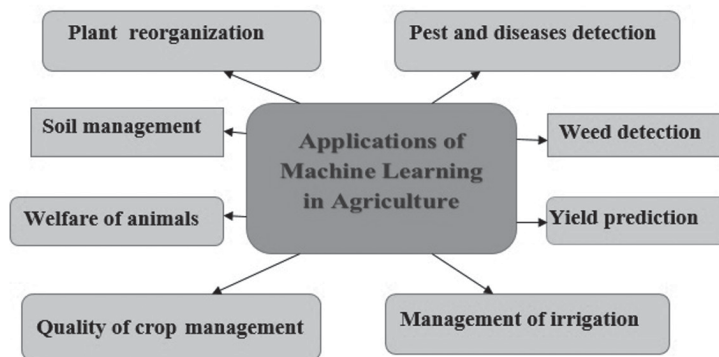 Plant reorganization
Pest and diseases detection
Soil management
Applications of
Machine Learning
in Agriculture
Weed detection
Welfare of animals
Yield prediction
Quality of crop management
Management of irrigation